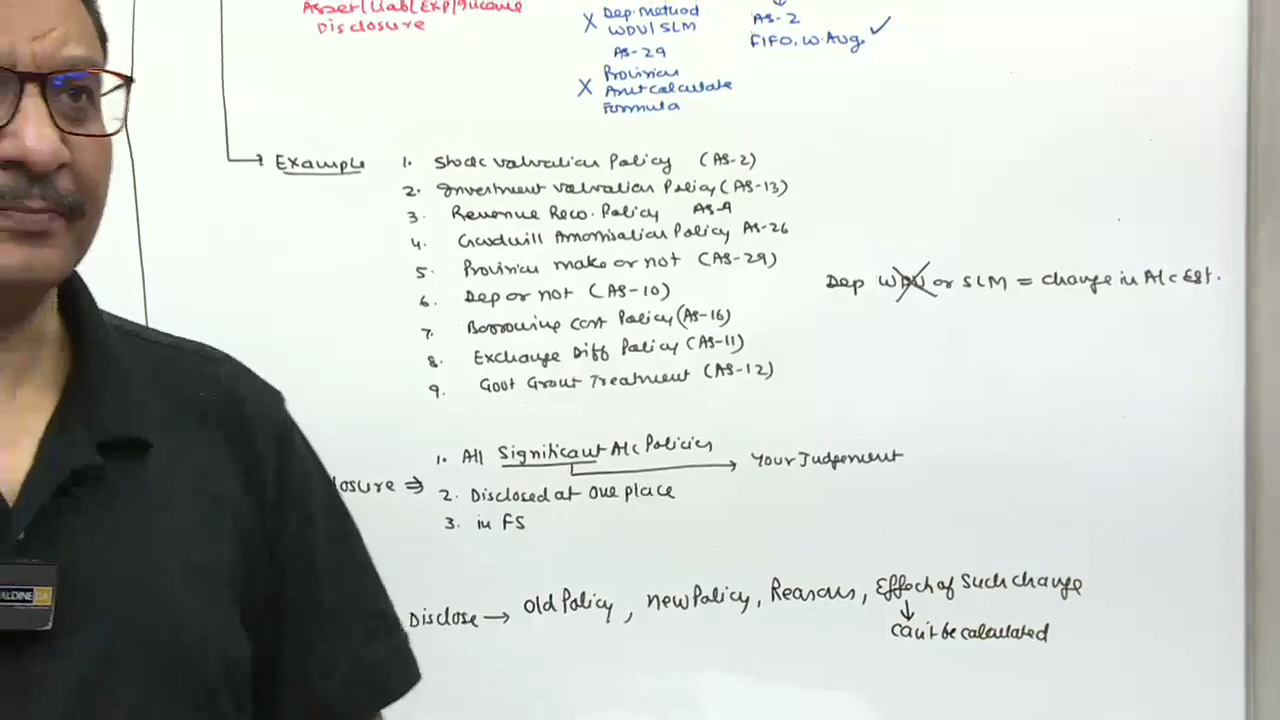 Asset/Liab/Exp/Income
Disclosure
X Dep. Method
WDV/SLM
AS-29
X Provision
Amt calculate
Formula
AS-2
FIFO, W. Avg. ✓
Example
1. Stock valuation Policy (AS-2)
2. Investment valuation Policy (AS-13)
3. Revenue Reco. Policy AS-9
4. Goodwill Amortisation Policy AS-26
5. Provision make or not (AS-29)
6. Dep or not (AS-10)
7. Borrowing cost Policy (AS-16)
8. Exchange Diff Policy (AS-11)
9. Govt Grant Treatment (AS-12)
Dep WDV or SLM = change in A/c Est.
losure ⇒
1. All Significant A/c Policies → Your Judgement
2. Disclosed at one place
3. in FS
Disclose → Old Policy, new Policy, Reasons, Effect of Such change
↓
can't be calculated
ALDINE CA